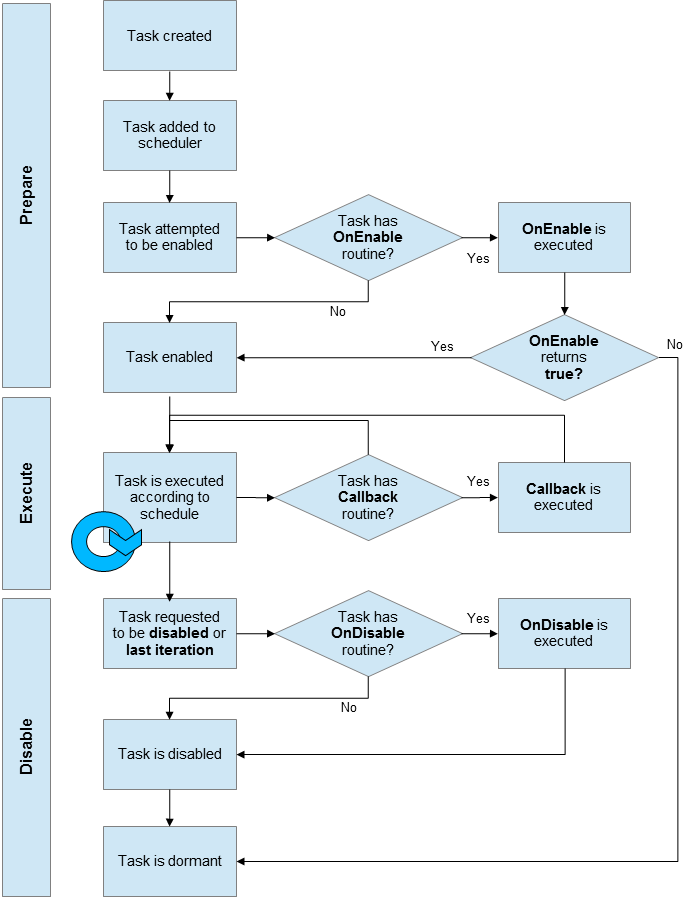 Prepare
Task created
Task added to
scheduler
Task attempted
to be enabled
Task has
OnEnable
routine?
Yes
OnEnable is
executed
No
Task enabled
Yes
OnEnable
returns
true?
No
Execute
Task is executed
according to
schedule
Task has
Callback
routine?
Yes
Callback is
executed
Disable
Task requested
to be disabled or
last iteration
Task has
OnDisable
routine?
Yes
OnDisable is
executed
No
Task is disabled
Task is dormant